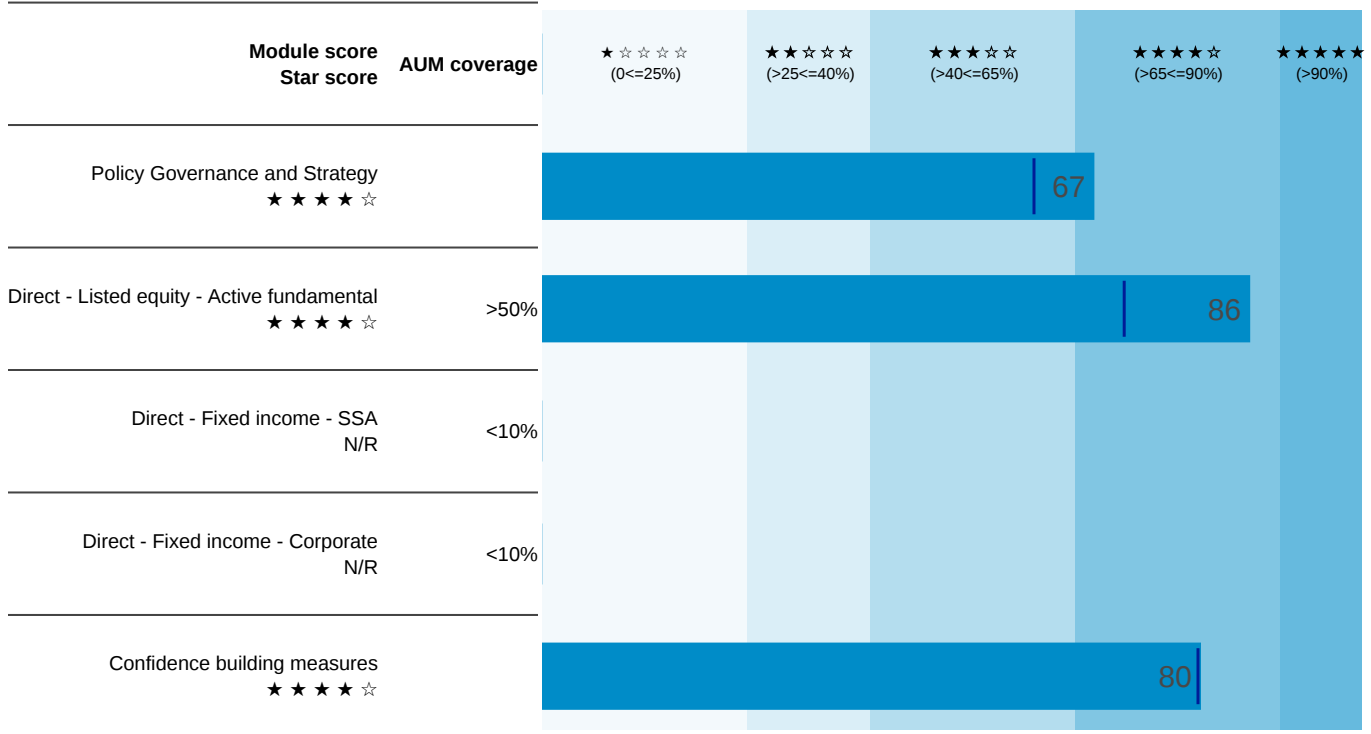 Module score
Star score
AUM coverage
★ ☆ ☆ ☆ ☆
(0<=25%)
★★☆☆☆
(>25<=40%)
★★★☆☆
(>40<=65%)
★★★★☆
(>65<=90%)
★★★★★
(>90%)
Policy Governance and Strategy
★ ★ ★ ★ ☆
67
Direct - Listed equity - Active fundamental
★ ★ ★ ★ ☆
>50%
86
Direct - Fixed income - SSA
N/R
<10%
Direct - Fixed income - Corporate
N/R
<10%
Confidence building measures
★ ★ ★ ★ ☆
80